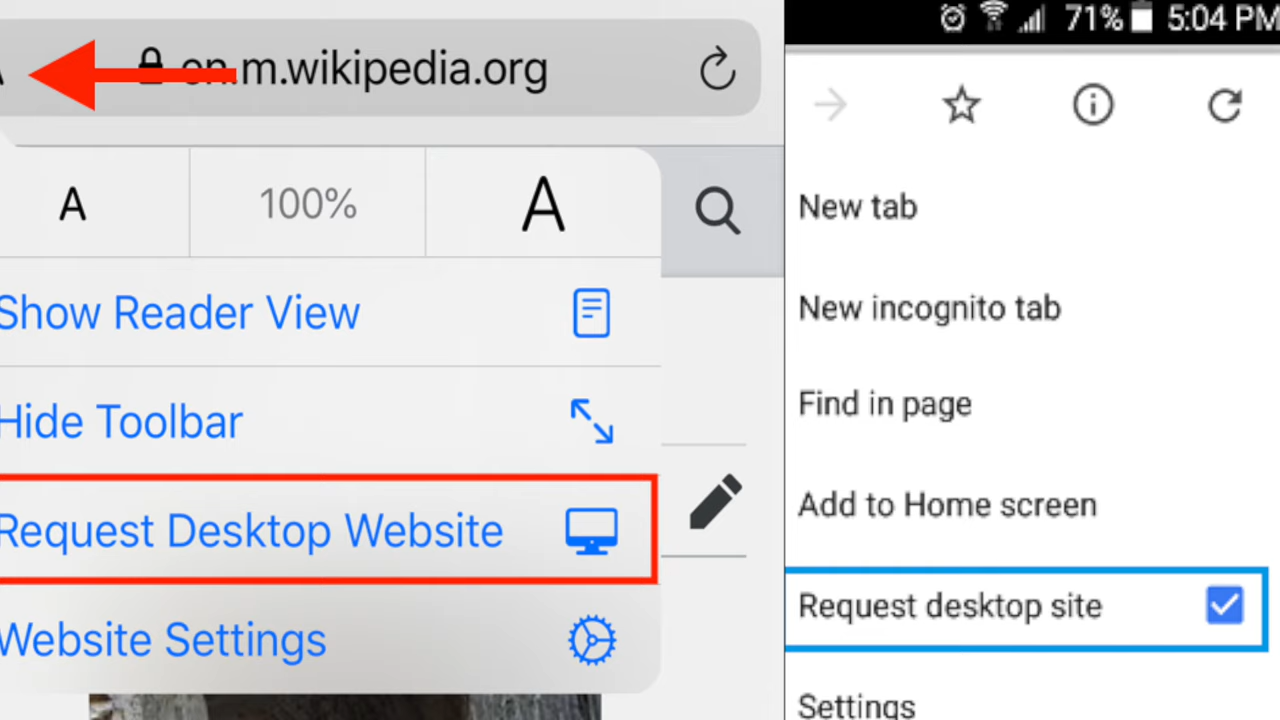 en.m.wikipedia.org
A
100%
A
Show Reader View
Hide Toolbar
Request Desktop Website
Website Settings
71% 5:04 PM
New tab
New incognito tab
Find in page
Add to Home screen
Request desktop site
Settings